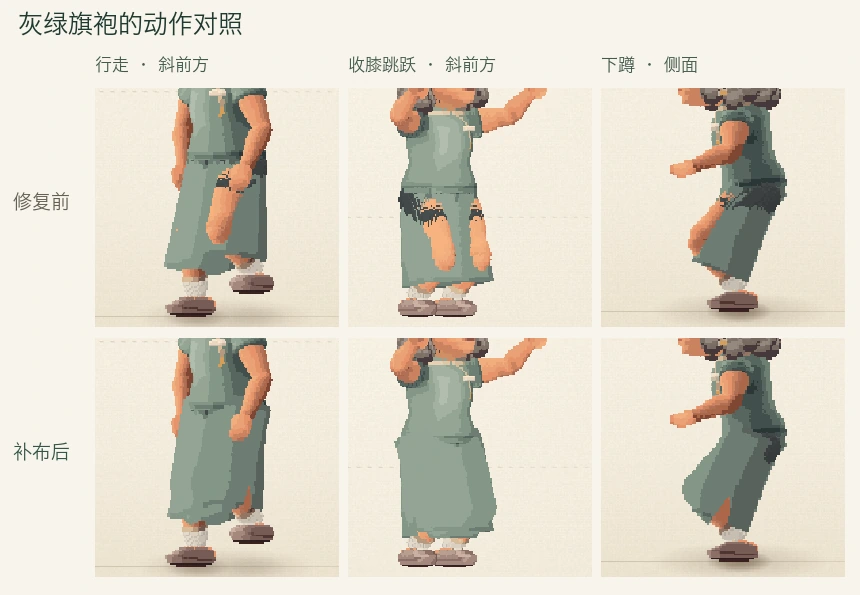 灰绿旗袍的动作对照
行走 · 斜前方
收膝跳跃 · 斜前方
下蹲 · 侧面
修复前
补布后